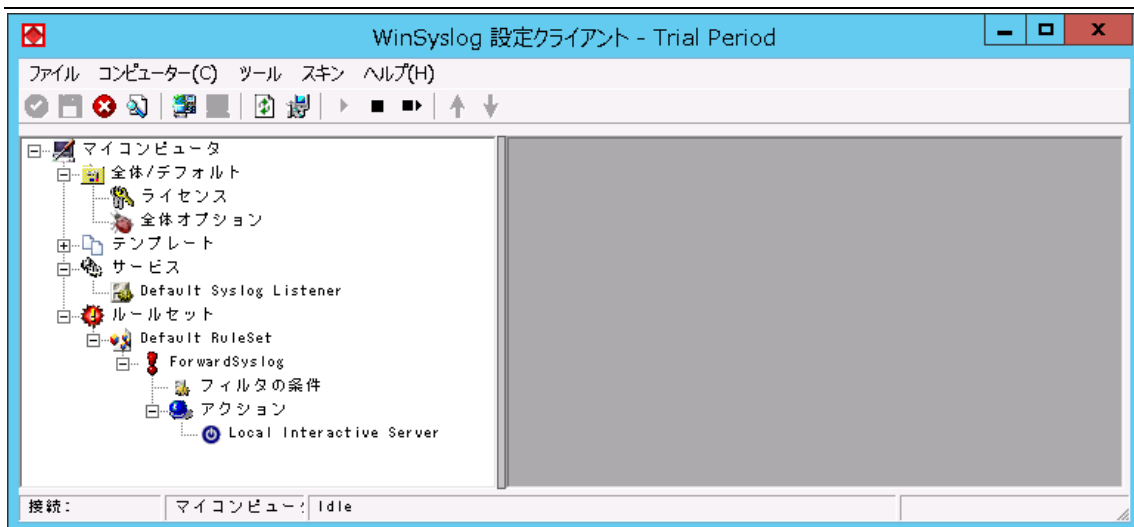 WinSyslog 設定クライアント - Trial Period
ファイル コンピューター(C) ツール スキン ヘルプ(H)
マイコンピュータ
全体/デフォルト
ライセンス
全体オプション
テンプレート
サービス
Default Syslog Listener
ルールセット
Default RuleSet
ForwardSyslog
フィルタの条件
アクション
Local Interactive Server
接続: マイコンピュー Idle